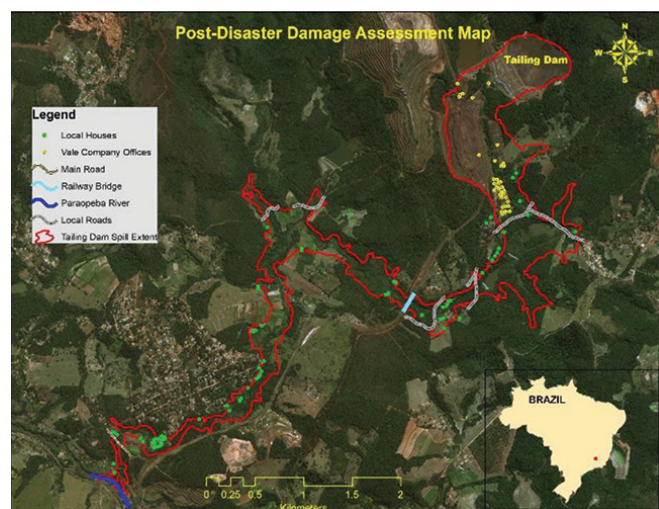 Post-Disaster Damage Assessment Map
N
W
E
S
Tailing Dam
Legend
Local Houses
Vale Company Offices
Main Road
Railway Bridge
Paraopeba River
Local Roads
Tailing Dam Spill Extent
BRAZIL
0 0.25 0.5 1 1.5 2
Kilometers